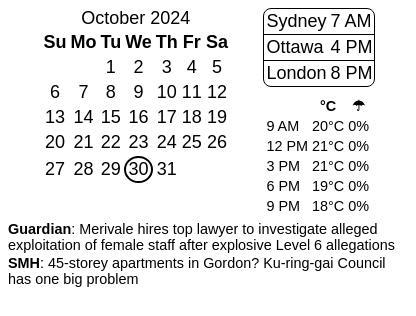 October 2024
Su Mo Tu We Th Fr Sa
1 2 3 4 5
6 7 8 9 10 11 12
13 14 15 16 17 18 19
20 21 22 23 24 25 26
27 28 29 30 31
Sydney 7 AM
Ottawa 4 PM
London 8 PM
°C ☂
9 AM 20°C 0%
12 PM 21°C 0%
3 PM 21°C 0%
6 PM 19°C 0%
9 PM 18°C 0%
Guardian: Merivale hires top lawyer to investigate alleged
exploitation of female staff after explosive Level 6 allegations
SMH: 45-storey apartments in Gordon? Ku-ring-gai Council
has one big problem